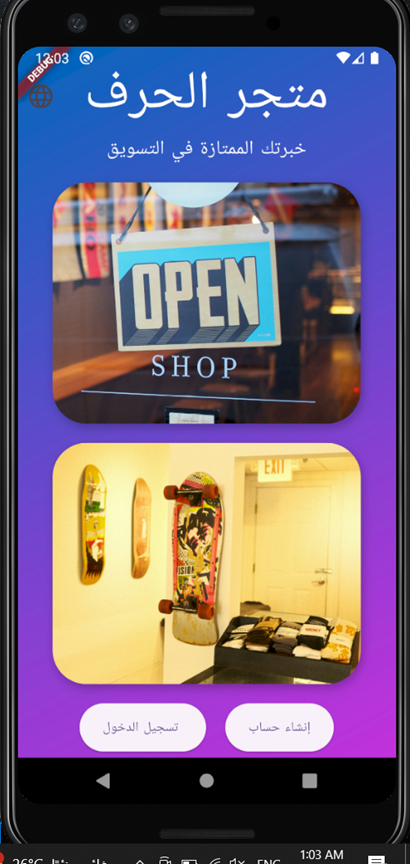 12:03
DEBUG
متجر الحرف
خبرتك الممتازة في التسويق
OPEN
SHOP
EXIT
إنشاء حساب
تسجيل الدخول
1:03 AM
ENG
26°C